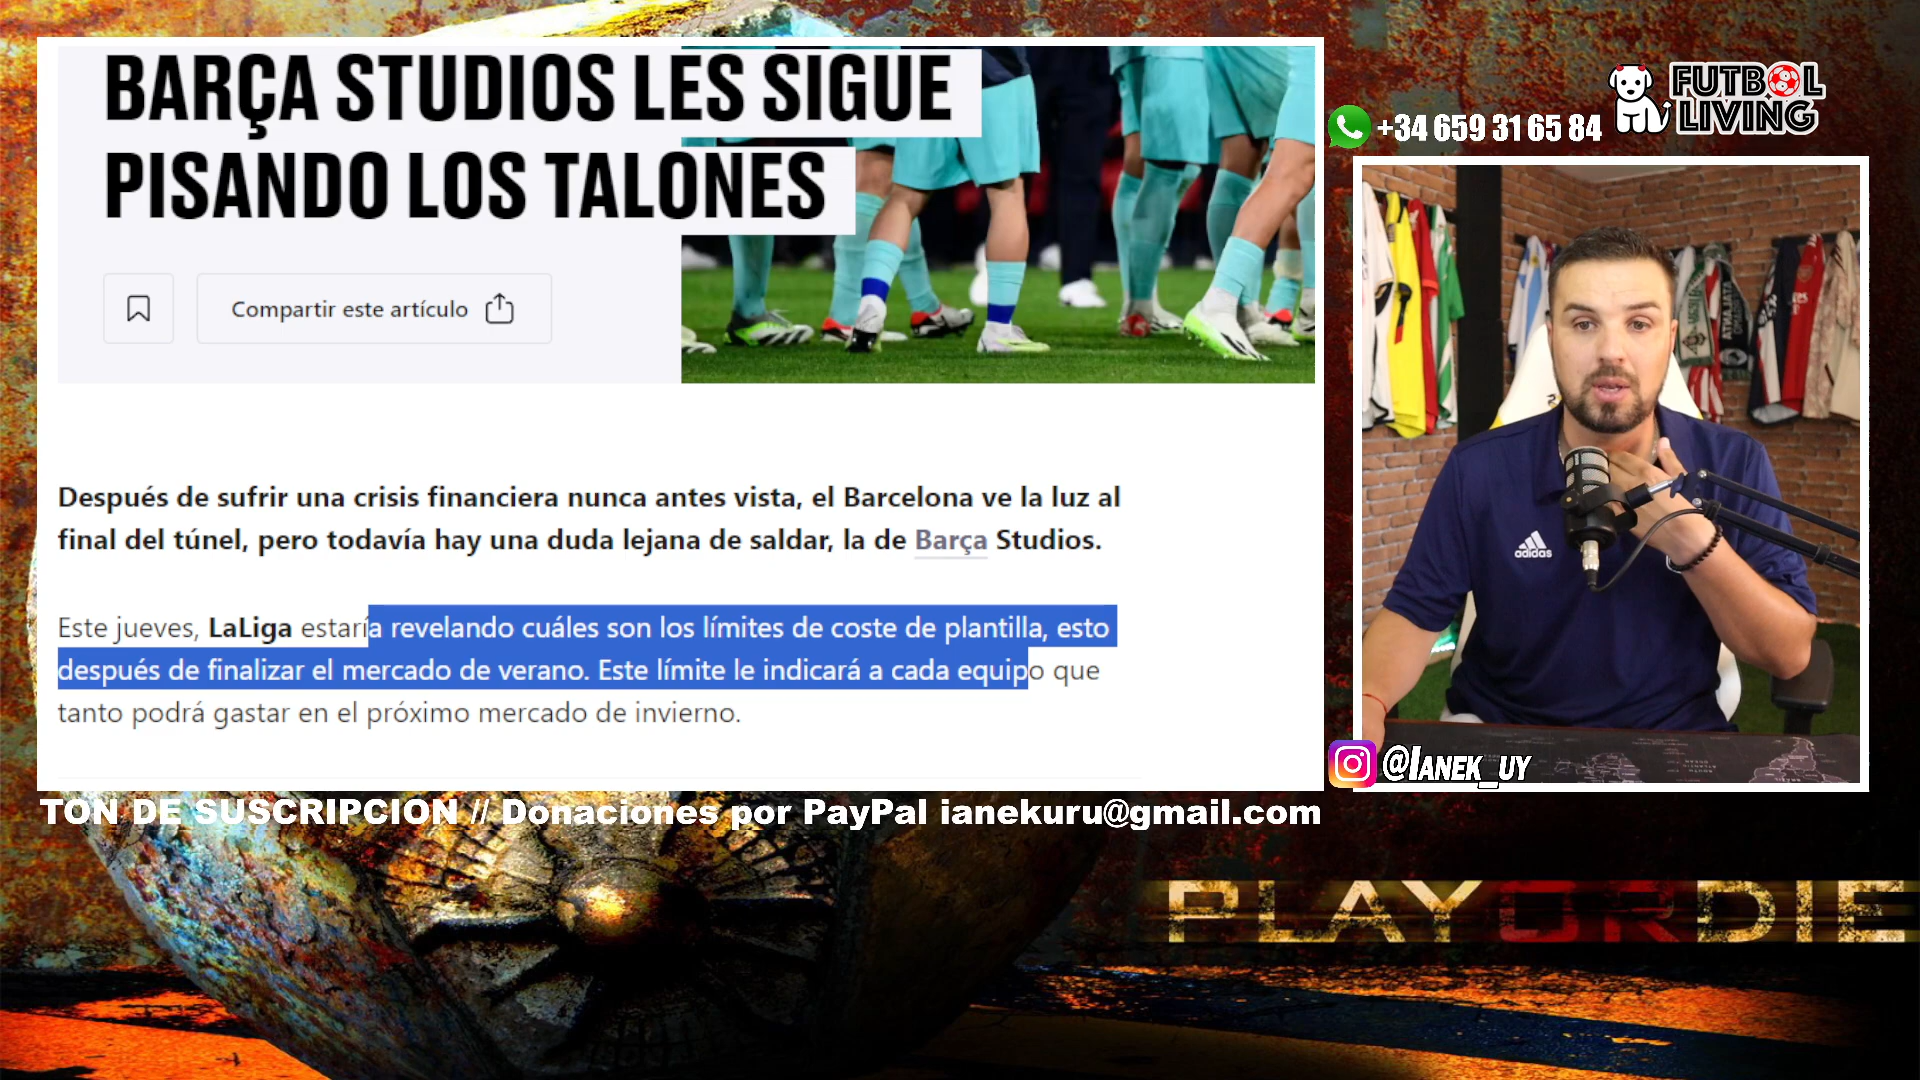 BARÇA STUDIOS LES SIGUE
PISANDO LOS TALONES
Compartir este artículo
Después de sufrir una crisis financiera nunca antes vista, el Barcelona ve la luz al
final del túnel, pero todavía hay una duda lejana de saldar, la de Barça Studios.
Este jueves, LaLiga estaría revelando cuáles son los límites de coste de plantilla, esto
después de finalizar el mercado de verano. Este límite le indicará a cada equipo que
tanto podrá gastar en el próximo mercado de invierno.
+34 659 31 65 84
FUTBOL
LIVING
adidas
@IANEK_UY
TON DE SUSCRIPCION // Donaciones por PayPal ianekuru@gmail.com
PLAY OR DIE